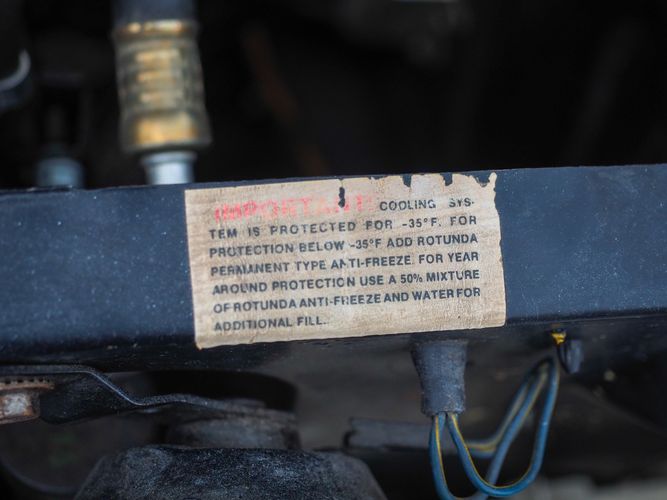 IMPORTANT! COOLING SYS-
TEM IS PROTECTED FOR -35°F. FOR
PROTECTION BELOW -35°F ADD ROTUNDA
PERMANENT TYPE ANTI-FREEZE. FOR YEAR
AROUND PROTECTION USE A 50% MIXTURE
OF ROTUNDA ANTI-FREEZE AND WATER FOR
ADDITIONAL FILL.